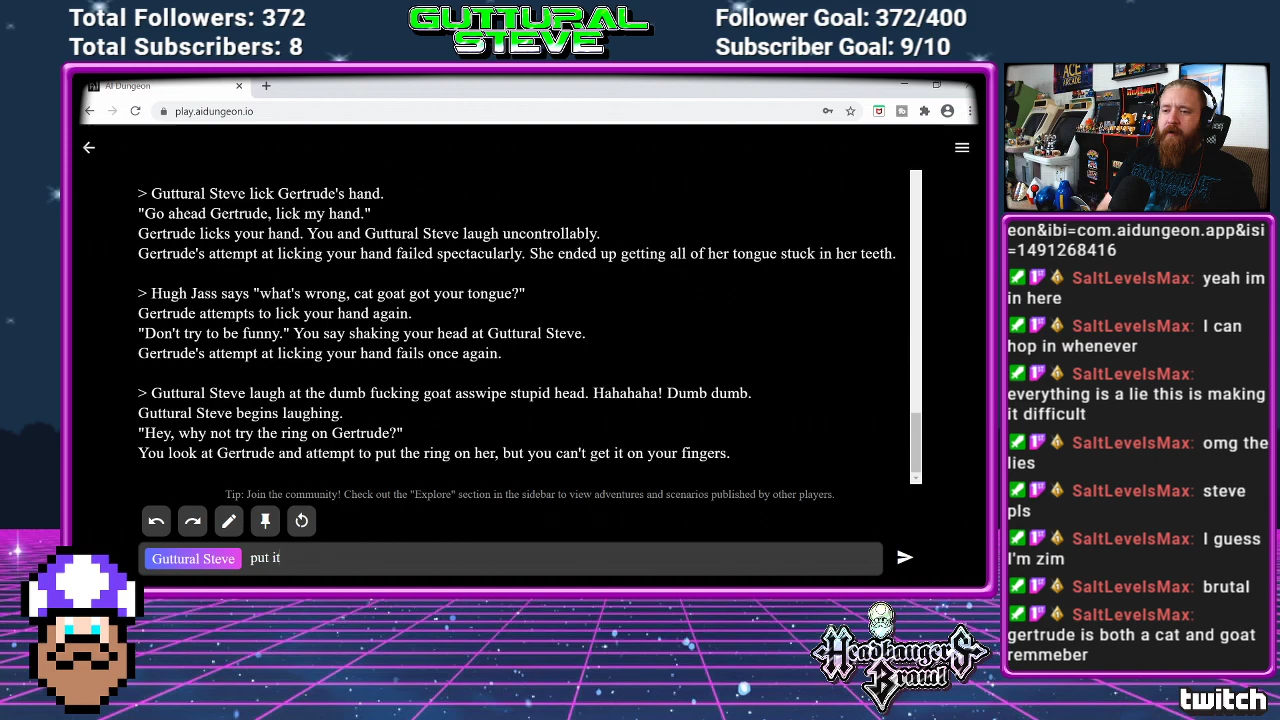 Total Followers: 372
Total Subscribers: 8
GUTTURAL
STEVE
Follower Goal: 372/400
Subscriber Goal: 9/10
AI Dungeon
play.aidungeon.io
> Guttural Steve lick Gertrude's hand.
"Go ahead Gertrude, lick my hand."
Gertrude licks your hand. You and Guttural Steve laugh uncontrollably.
Gertrude's attempt at licking your hand failed spectacularly. She ended up getting all of her tongue stuck in her teeth.
> Hugh Jass says "what's wrong, cat goat got your tongue?"
Gertrude attempts to lick your hand again.
"Don't try to be funny." You say shaking your head at Guttural Steve.
Gertrude's attempt at licking your hand fails once again.
> Guttural Steve laugh at the dumb fucking goat asswipe stupid head. Hahahaha! Dumb dumb.
Guttural Steve begins laughing.
"Hey, why not try the ring on Gertrude?"
You look at Gertrude and attempt to put the ring on her, but you can't get it on your fingers.
Tip: Join the community! Check out the "Explore" section in the sidebar to view adventures and scenarios published by other players.
Guttural Steve put it
ACE
ARCADE
eon&ibi=com.aidungeon.app&isi
=1491268416
SaltLevelsMax: yeah im
in here
SaltLevelsMax: I can
hop in whenever
SaltLevelsMax:
everything is a lie this is making
it difficult
SaltLevelsMax: omg the
lies
SaltLevelsMax: steve
pls
SaltLevelsMax: I guess
I'm zim
SaltLevelsMax: brutal
SaltLevelsMax:
gertrude is both a cat and goat
remmeber
Headbangers
Brawl
twitch